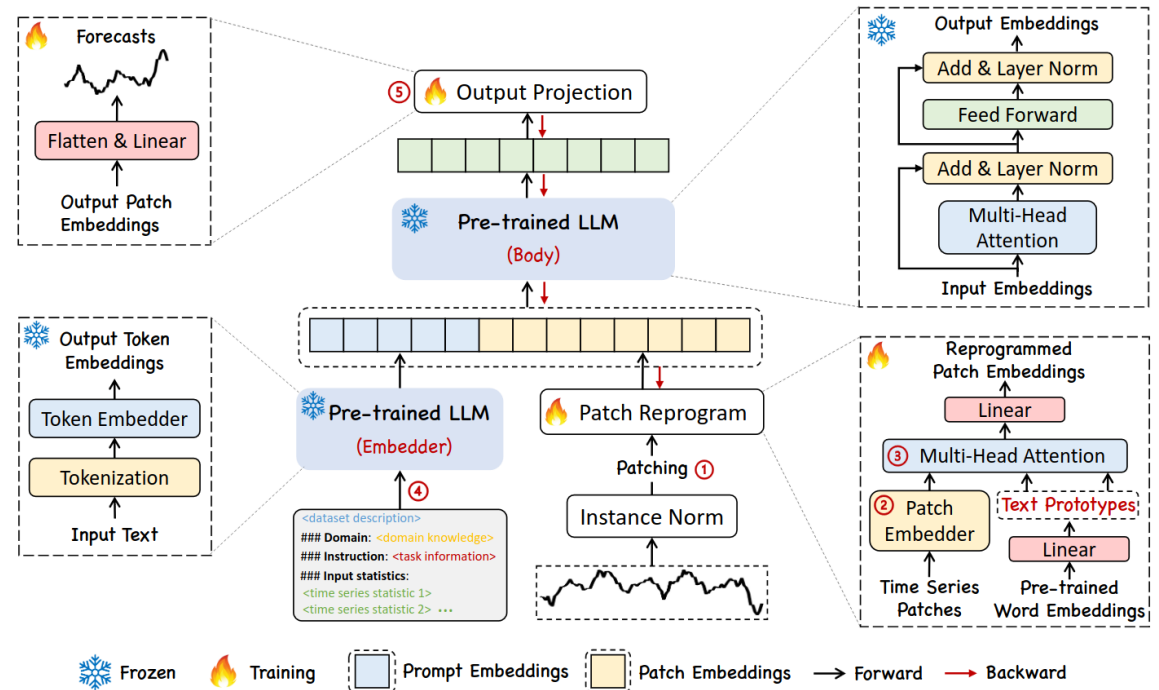 Forecasts
Flatten & Linear
Output Patch
Embeddings
⑤ Output Projection
Pre-trained LLM
(Body)
Output Embeddings
Add & Layer Norm
Feed Forward
Add & Layer Norm
Multi-Head
Attention
Input Embeddings
Output Token
Embeddings
Token Embedder
Tokenization
Input Text
Pre-trained LLM
(Embedder)
④
<dataset description>
### Domain: <domain knowledge>
### Instruction: <task information>
### Input statistics:
<time series statistic 1>
<time series statistic 2> ...
Patch Reprogram
Patching ①
Instance Norm
Reprogrammed
Patch Embeddings
Linear
③ Multi-Head Attention
② Patch
Embedder
Text Prototypes
Linear
Time Series
Patches
Pre-trained
Word Embeddings
Frozen
Training
Prompt Embeddings
Patch Embeddings
Forward
Backward